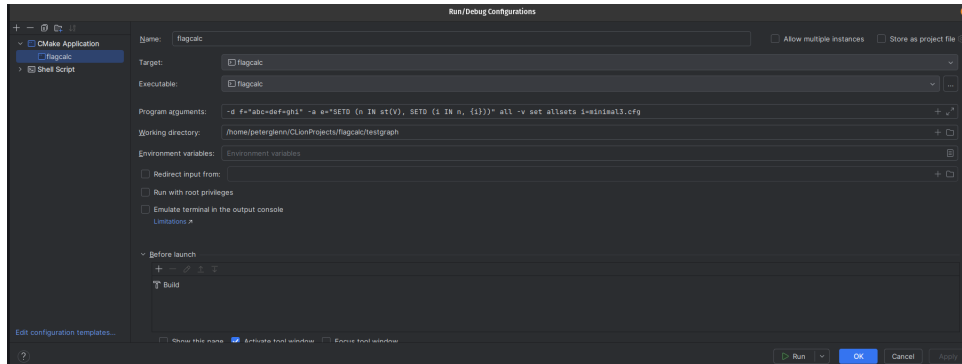 Run/Debug Configurations
CMake Application
flagcalc
Shell Script
Edit configuration templates...
Name: flagcalc
Allow multiple instances
Store as project file
Target: flagcalc
Executable: flagcalc
Program arguments: -d f="abc=def=ghi" -a e="SETD (n IN st(V), SETD (i IN n, {i}))" all -v set allsets i=minimal3.cfg
Working directory: /home/peterglenn/CLionProjects/flagcalc/testgraph
Environment variables: Environment variables
Redirect input from:
Run with root privileges
Emulate terminal in the output console
Limitations ↗
Before launch
Build
Show this page Activate tool window Focus tool window
? Run OK Cancel Apply